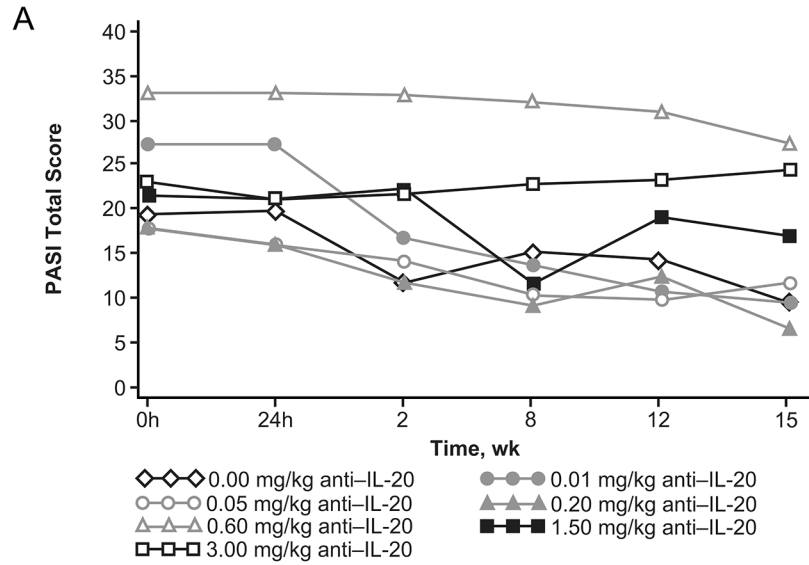 A
PASI Total Score
40
35
30
25
20
15
10
5
0
0h 24h 2 8 12 15
Time, wk
0.00 mg/kg anti–IL-20 0.01 mg/kg anti–IL-20
0.05 mg/kg anti–IL-20 0.20 mg/kg anti–IL-20
0.60 mg/kg anti–IL-20 1.50 mg/kg anti–IL-20
3.00 mg/kg anti–IL-20